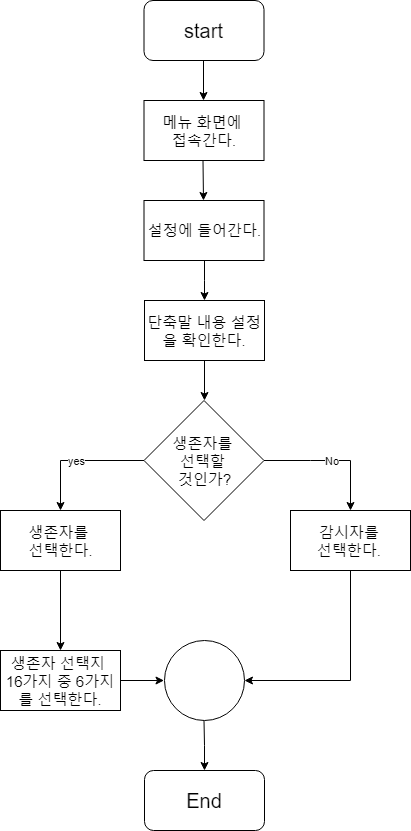 start
메뉴 화면에
접속간다.
설정에 들어간다.
단축말 내용 설정
을 확인한다.
생존자를
선택할
것인가?
yes
No
생존자를
선택한다.
감시자를
선택한다.
생존자 선택지
16가지 중 6가지
를 선택한다.
End